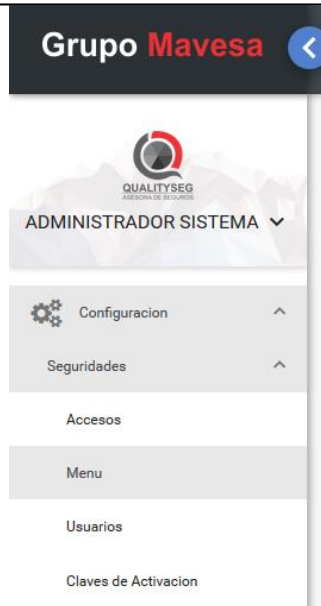 Grupo Mavesa
QUALITYSEG
ASESORA DE SEGUROS
ADMINISTRADOR SISTEMA
Configuracion
Seguridades
Accesos
Menu
Usuarios
Claves de Activacion